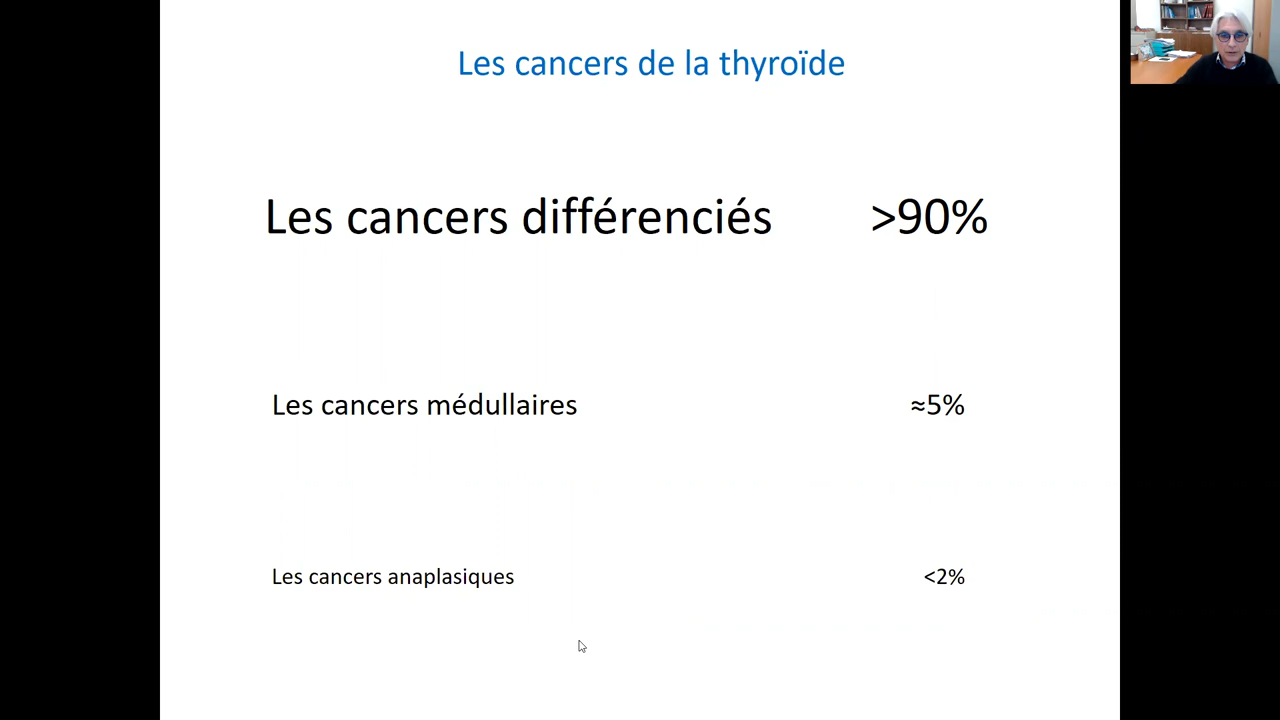 Les cancers de la thyroïde
Les cancers différenciés >90%
Les cancers médullaires ≈5%
Les cancers anaplasiques <2%